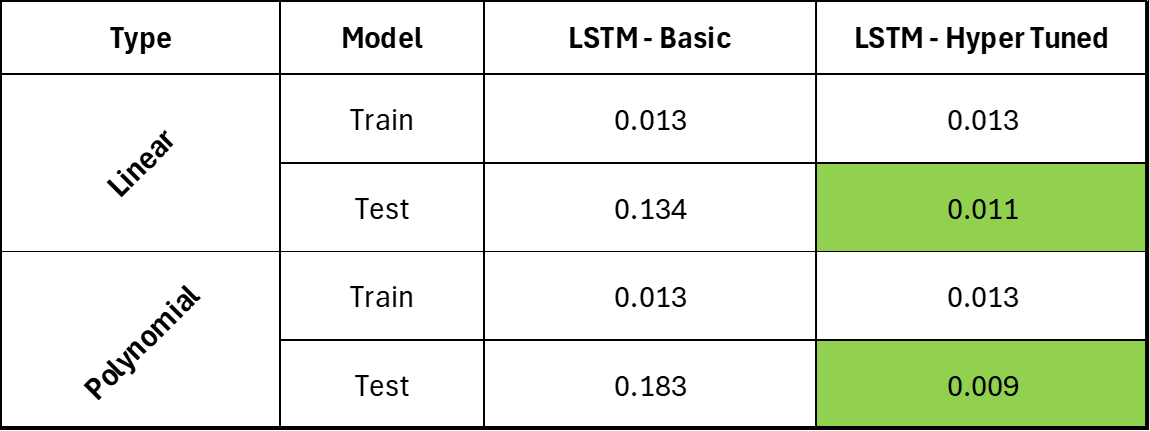 Type Model LSTM - Basic LSTM - Hyper Tuned
Linear Train 0.013 0.013
Test 0.134 0.011
Polynomial Train 0.013 0.013
Test 0.183 0.009